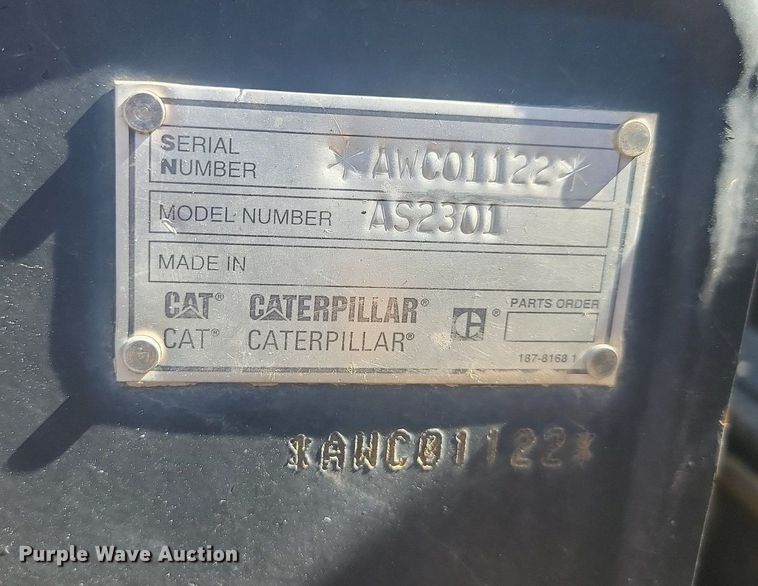 SERIAL
NUMBER *AWC01122*
MODEL NUMBER AS2301
MADE IN
CAT® CATERPILLAR® C® PARTS ORDER
CAT® CATERPILLAR®
187-8168 1
*AWC01122*
Purple Wave Auction